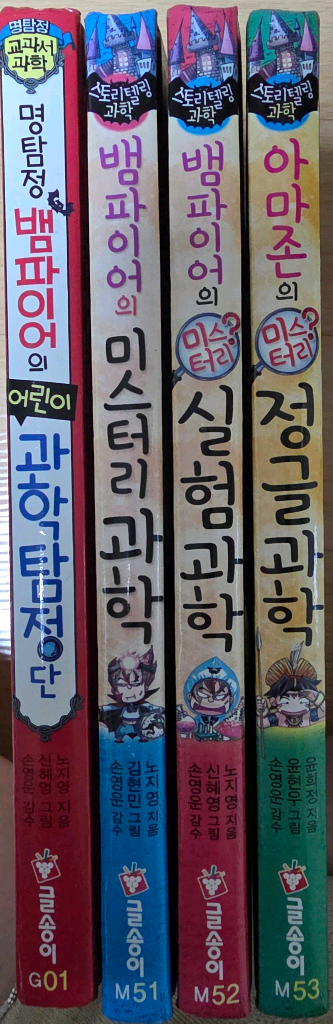 명탐정
교과서
과학
명탐정
뱀파이어의
어린이
과학탐정단
노지영 지음
신혜영 그림
손영운 감수
글송이
G01
스토리텔링
과학
뱀파이어의
미스터리 과학
노지영 지음
김현민 그림
손영운 감수
글송이
M51
스토리텔링
과학
뱀파이어의
미스
터리?
실험과학
노지영 지음
신혜영 그림
손영운 감수
글송이
M52
스토리텔링
과학
아마존의
미스
터리?
정글과학
윤희정 지음
윤현우 그림
손영운 감수
글송이
M53